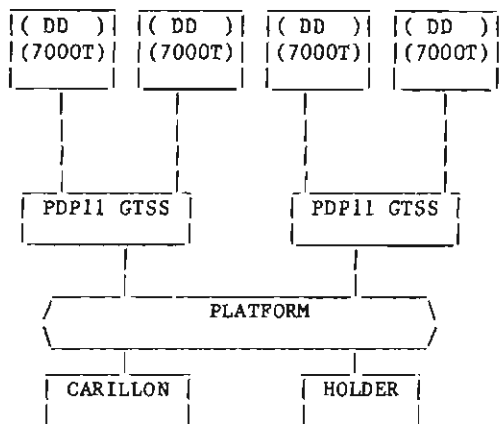 ( DD ) ( DD ) ( DD ) ( DD )
(7000T) (7000T) (7000T) (7000T)
PDP11 GTSS PDP11 GTSS
PLATFORM
CARILLON HOLDER